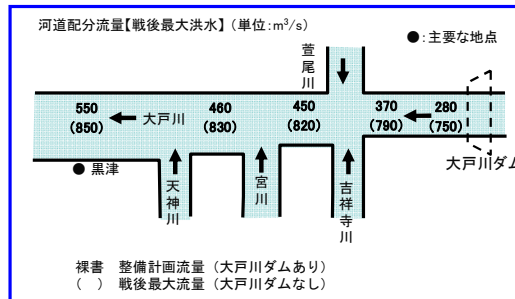 河道配分流量【戦後最大洪水】(単位:m³/s)
●:主要な地点
萱尾川
550
(850)
大戸川
460
(830)
450
(820)
370
(790)
280
(750)
大戸川ダム
●黒津
天神川
宮川
吉祥寺川
裸書 整備計画流量(大戸川ダムあり)
( ) 戦後最大流量(大戸川ダムなし)